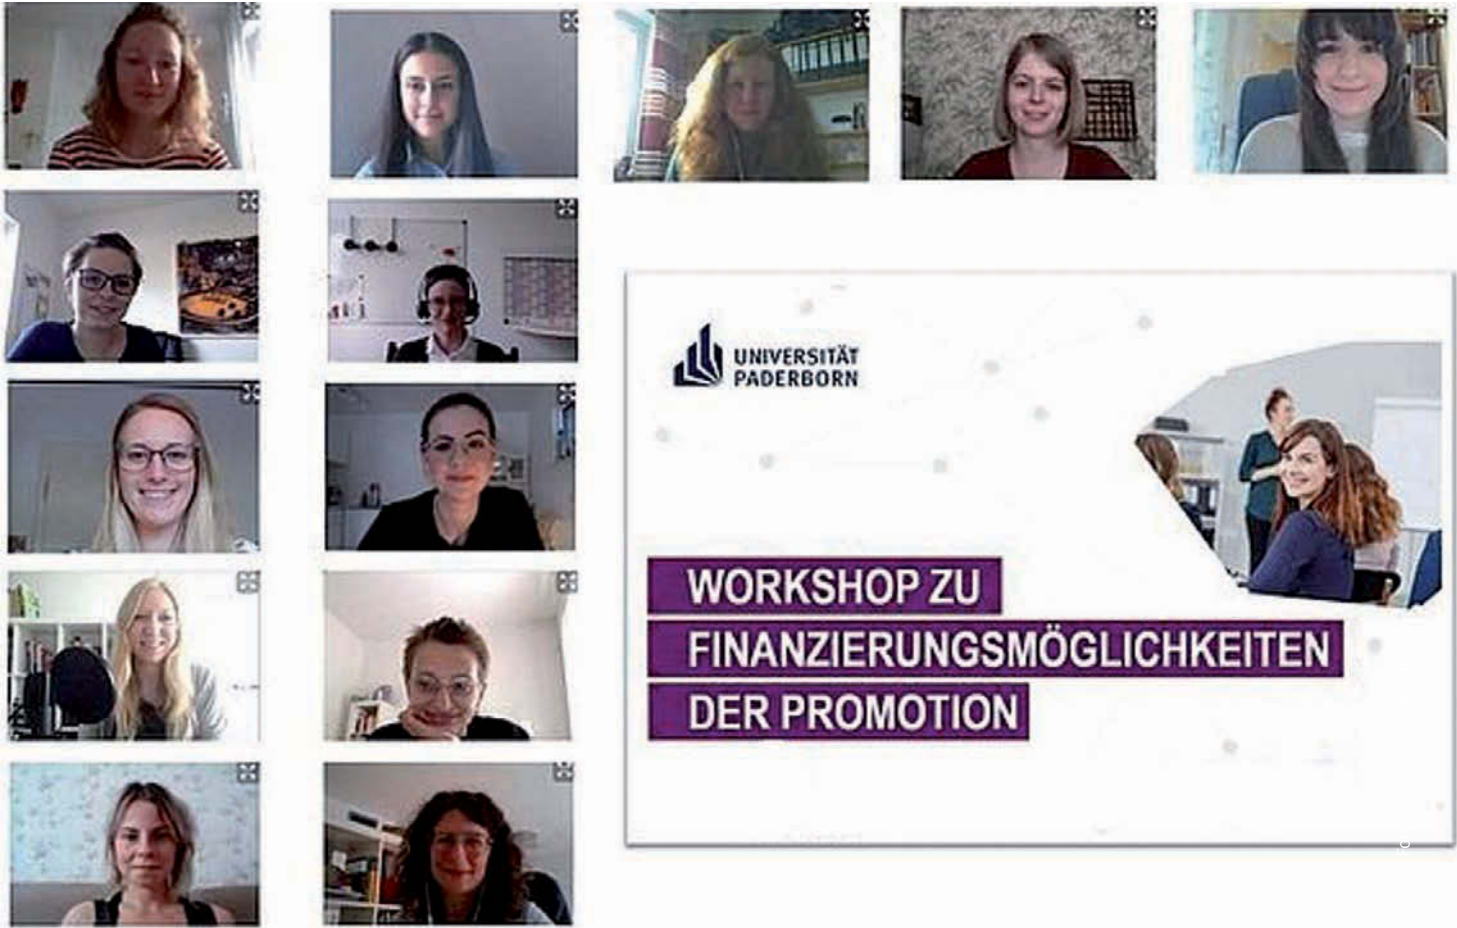 UNIVERSITÄT
PADERBORN
WORKSHOP ZU
FINANZIERUNGSMÖGLICHKEITEN
DER PROMOTION